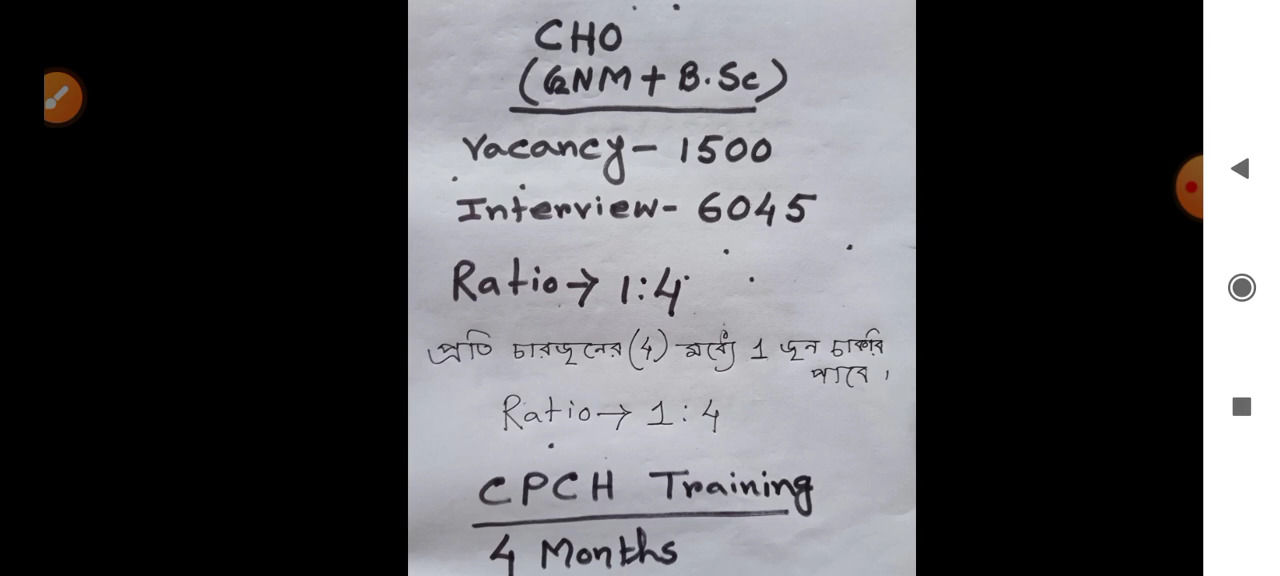 CHO
(GNM + B.Sc)
Vacancy - 1500
Interview - 6045
Ratio → 1:4
প্রতি চারজনের (4) মধ্যে 1 জন চাকরি
পাবে।
Ratio → 1:4
CPCH Training
4 Months